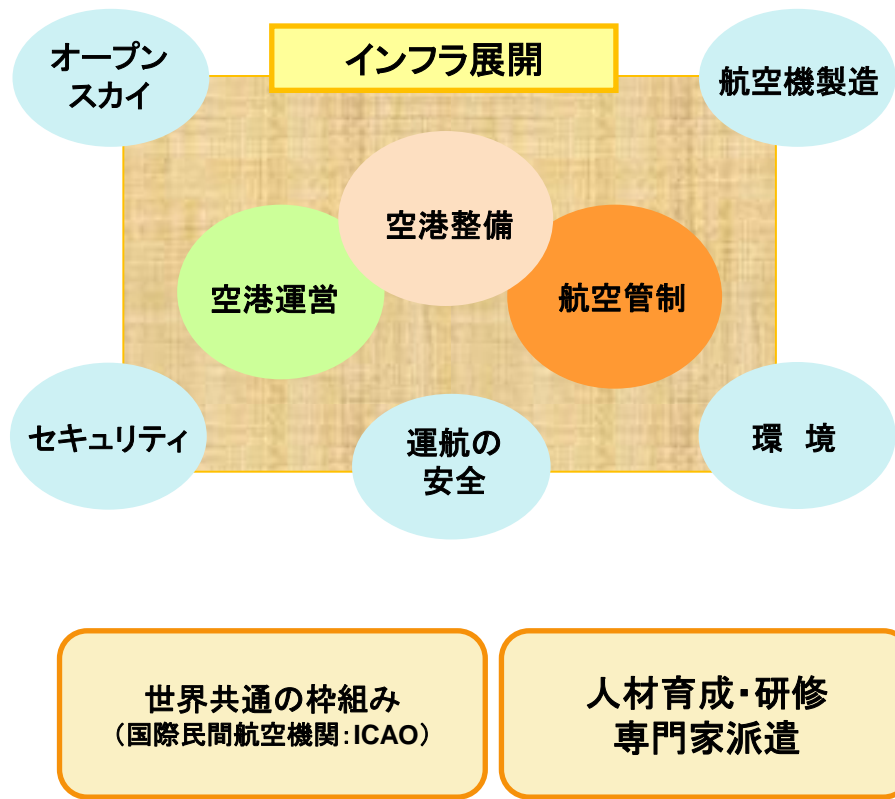 オープン
スカイ
インフラ展開
航空機製造
空港整備
空港運営
航空管制
セキュリティ
運航の
安全
環 境
世界共通の枠組み
（国際民間航空機関：ICAO）
人材育成・研修
専門家派遣